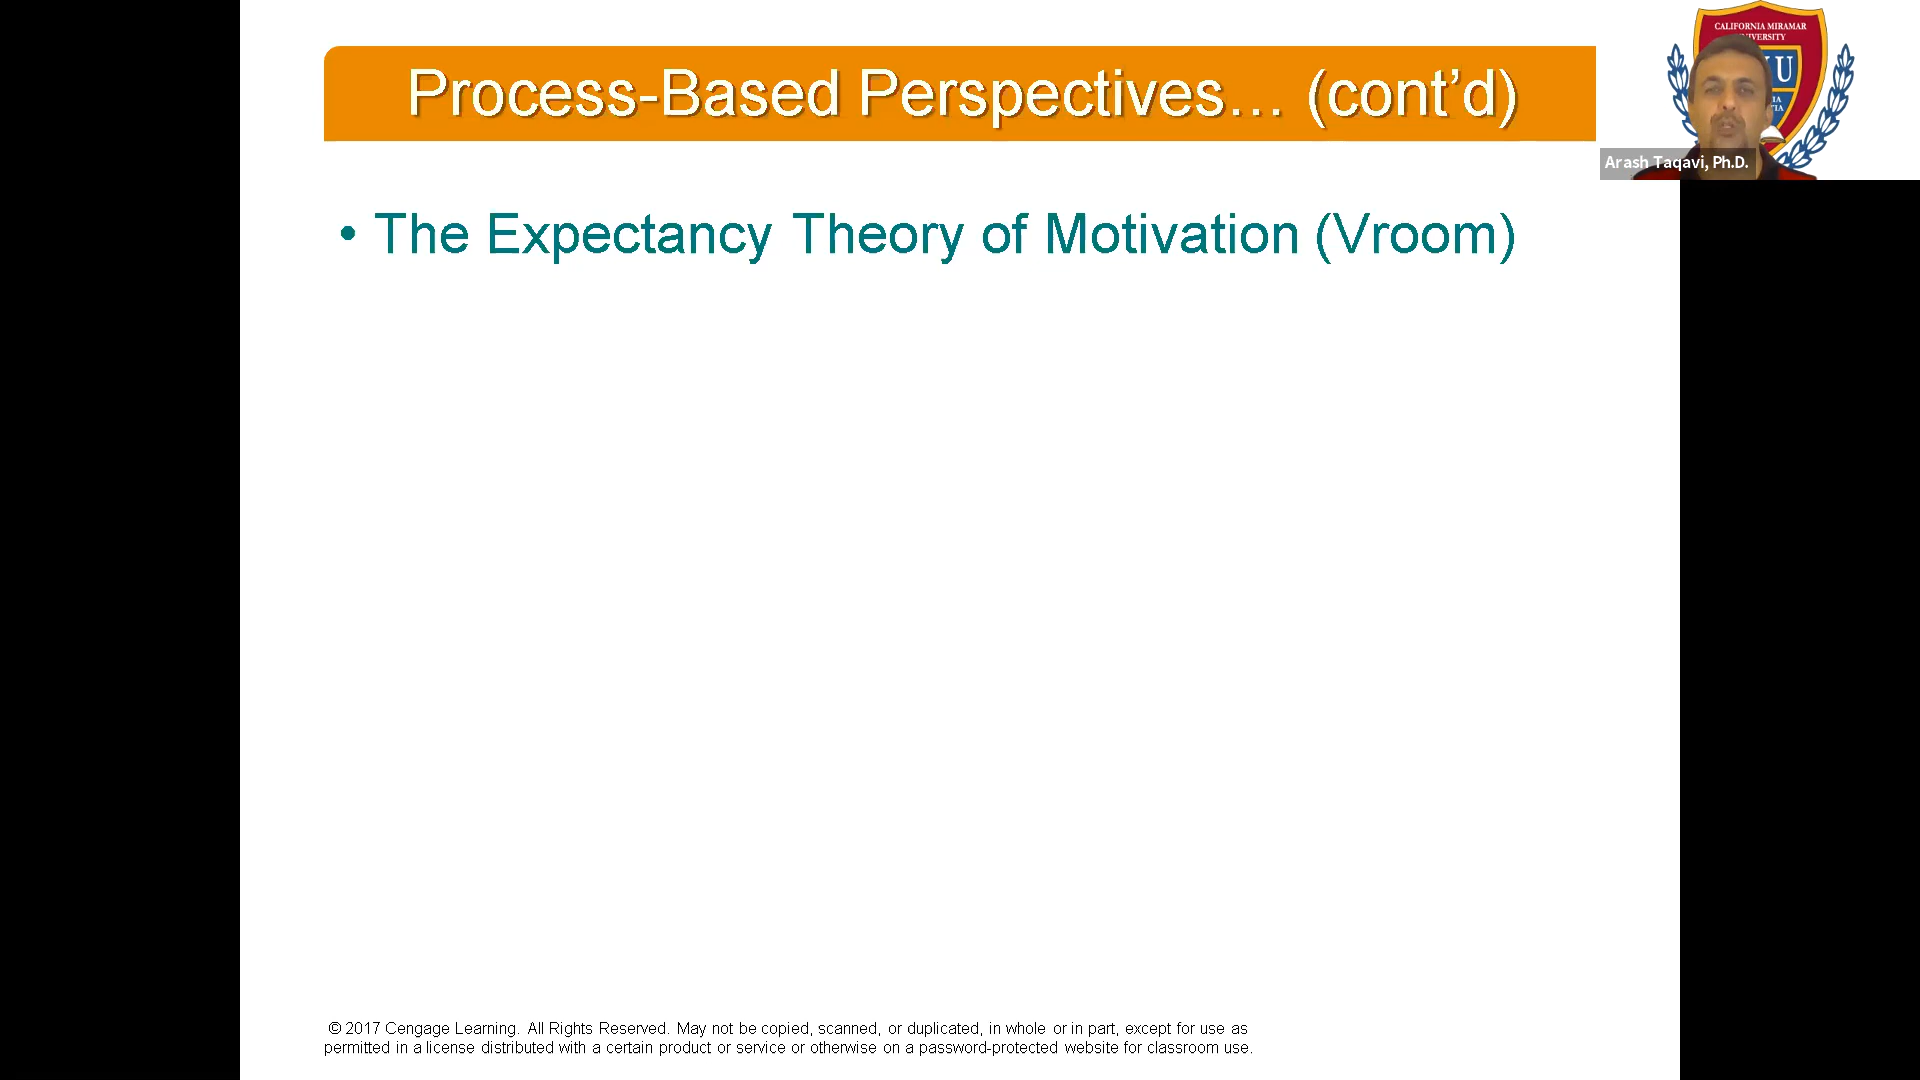 Process-Based Perspectives… (cont’d)
CALIFORNIA MIRAMAR
Arash Taqavi, Ph.D.
• The Expectancy Theory of Motivation (Vroom)
© 2017 Cengage Learning. All Rights Reserved. May not be copied, scanned, or duplicated, in whole or in part, except for use as
permitted in a license distributed with a certain product or service or otherwise on a password-protected website for classroom use.